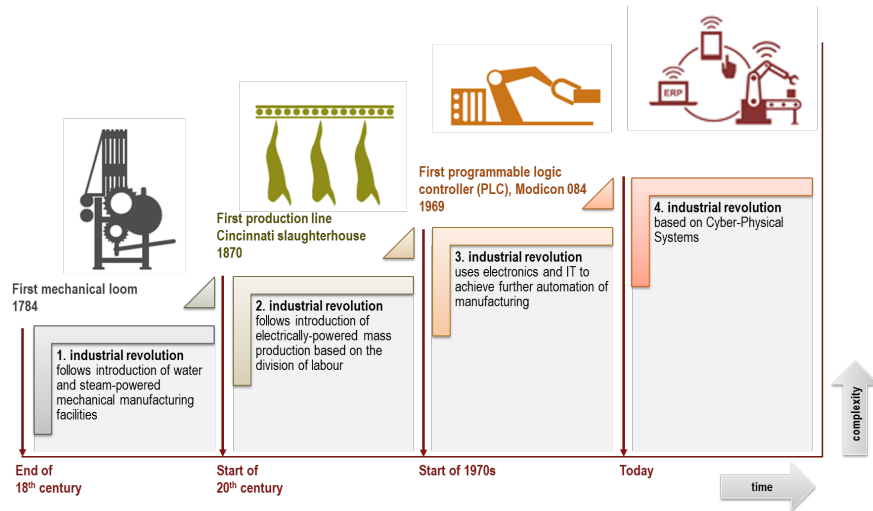 ERP
First programmable logic
controller (PLC), Modicon 084
1969
First production line
Cincinnati slaughterhouse
1870
First mechanical loom
1784
1. industrial revolution
follows introduction of water
and steam-powered
mechanical manufacturing
facilities
2. industrial revolution
follows introduction of
electrically-powered mass
production based on the
division of labour
3. industrial revolution
uses electronics and IT to
achieve further automation of
manufacturing
4. industrial revolution
based on Cyber-Physical
Systems
complexity
End of
18th century
Start of
20th century
Start of 1970s
Today
time